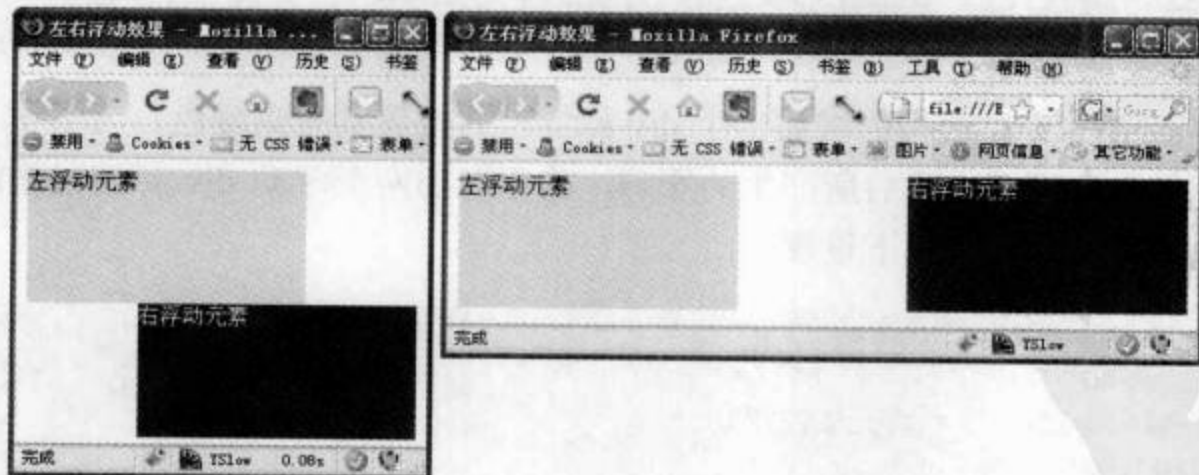 左右浮动效果 - Mozilla ...
文件 (F) 编辑 (E) 查看 (V) 历史 (S) 书签
禁用 Cookies 无 CSS 错误 表单
左浮动元素
右浮动元素
完成 YSlow 0.08s
左右浮动效果 - Mozilla Firefox
文件 (F) 编辑 (E) 查看 (V) 历史 (S) 书签 (B) 工具 (T) 帮助 (H)
file:///E
禁用 Cookies 无 CSS 错误 表单 图片 网页信息 其它功能
左浮动元素
右浮动元素
完成 YSlow